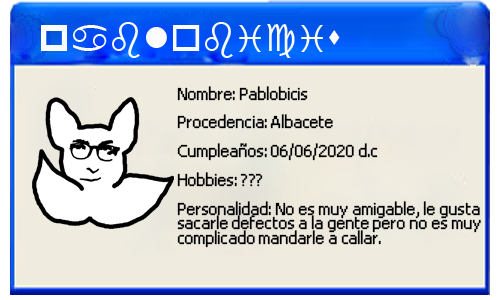 ◻♋♌●□♌♓♍♓⬧
Nombre: Pablobicis
Procedencia: Albacete
Cumpleaños: 06/06/2020 d.c
Hobbies: ???
Personalidad: No es muy amigable, le gusta
sacarle defectos a la gente pero no es muy
complicado mandarle a callar.